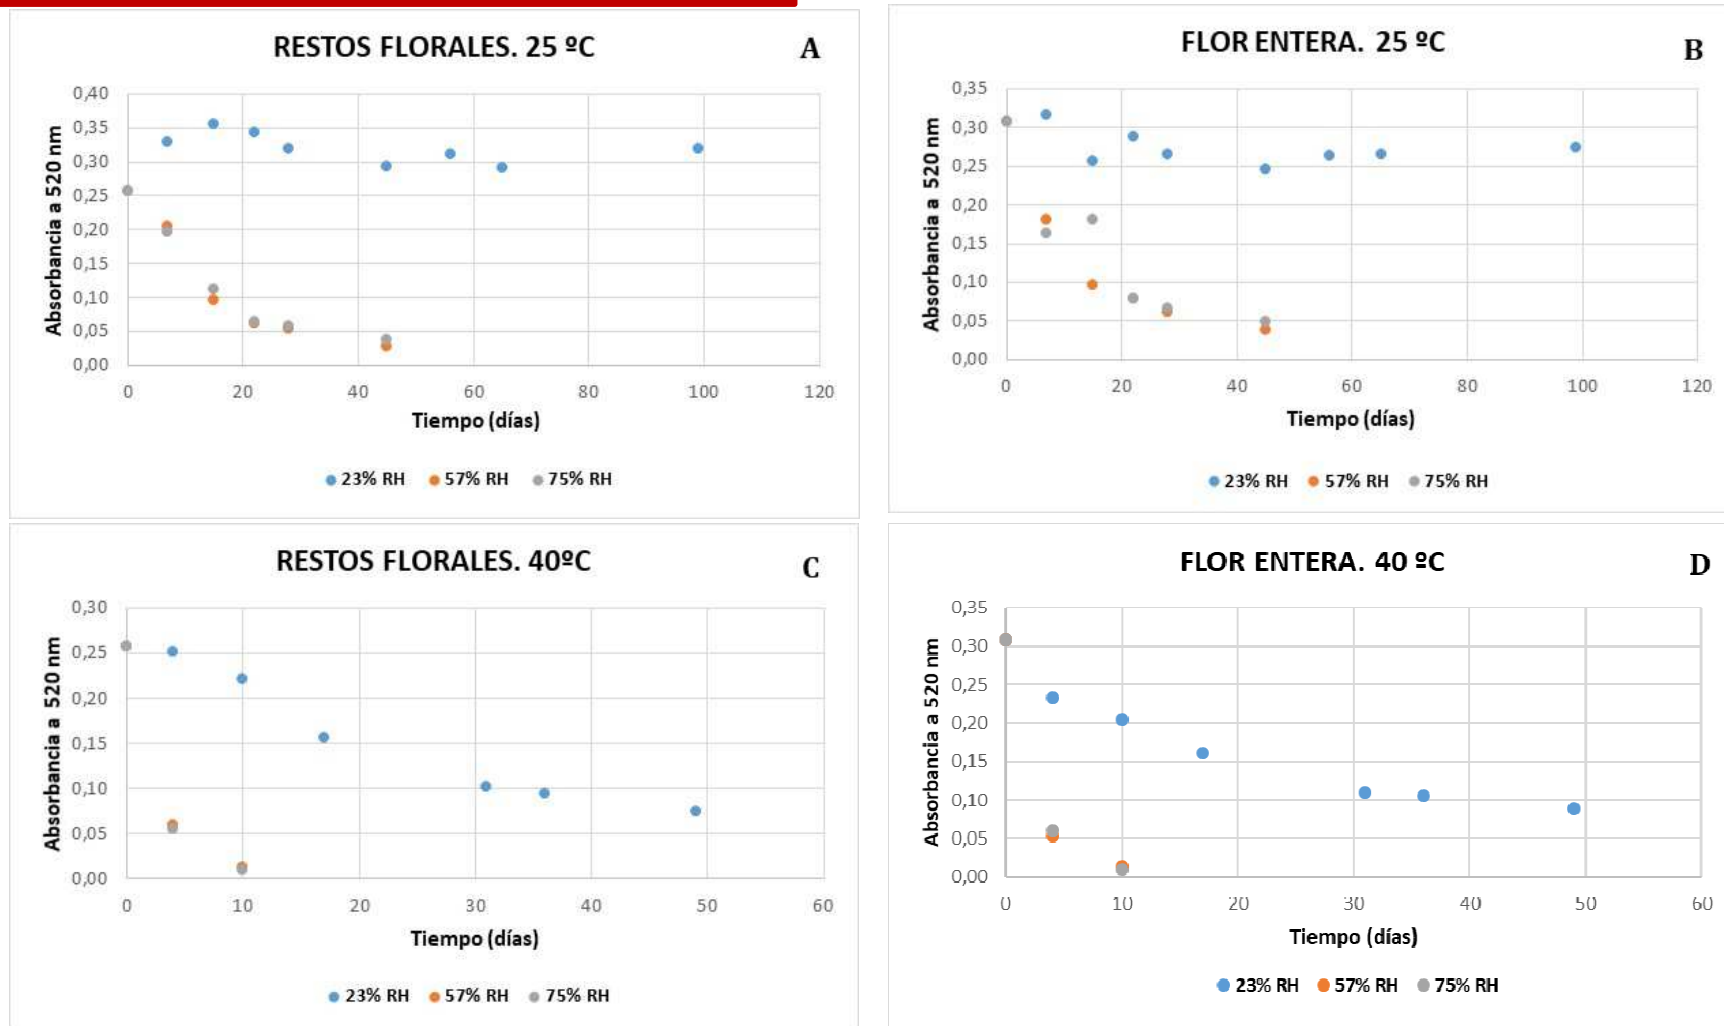 RESTOS FLORALES. 25 ºC
A
0,40
0,35
0,30
0,25
0,20
0,15
0,10
0,05
0,00
Absorbancia a 520 nm
0 20 40 60 80 100 120
Tiempo (días)
23% RH 57% RH 75% RH
FLOR ENTERA. 25 ºC
B
0,35
0,30
0,25
0,20
0,15
0,10
0,05
0,00
Absorbancia a 520 nm
0 20 40 60 80 100 120
Tiempo (días)
23% RH 57% RH 75% RH
RESTOS FLORALES. 40ºC
C
0,30
0,25
0,20
0,15
0,10
0,05
0,00
Absorbancia a 520 nm
0 10 20 30 40 50 60
Tiempo (días)
23% RH 57% RH 75% RH
FLOR ENTERA. 40 ºC
D
0,35
0,30
0,25
0,20
0,15
0,10
0,05
0,00
Absorbancia a 520 nm
0 10 20 30 40 50 60
Tiempo (días)
23% RH 57% RH 75% RH